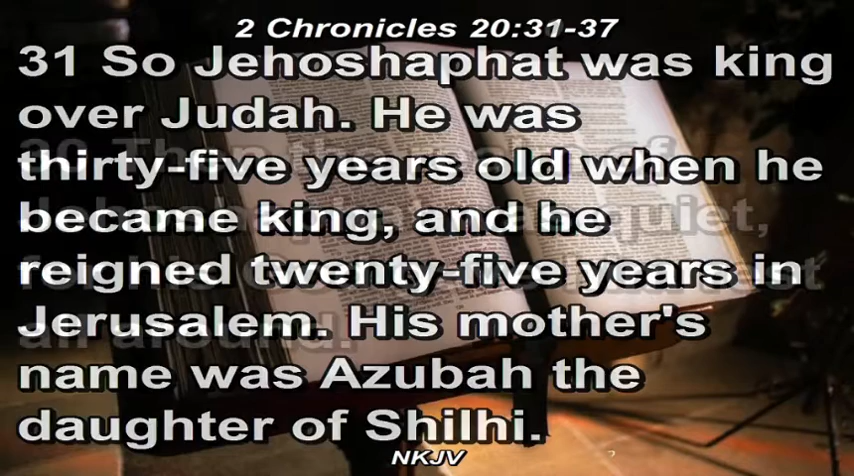 2 Chronicles 20:31-37
31 So Jehoshaphat was king
over Judah. He was
thirty-five years old when he
became king, and he
reigned twenty-five years in
Jerusalem. His mother's
name was Azubah the
daughter of Shilhi.
NKJV